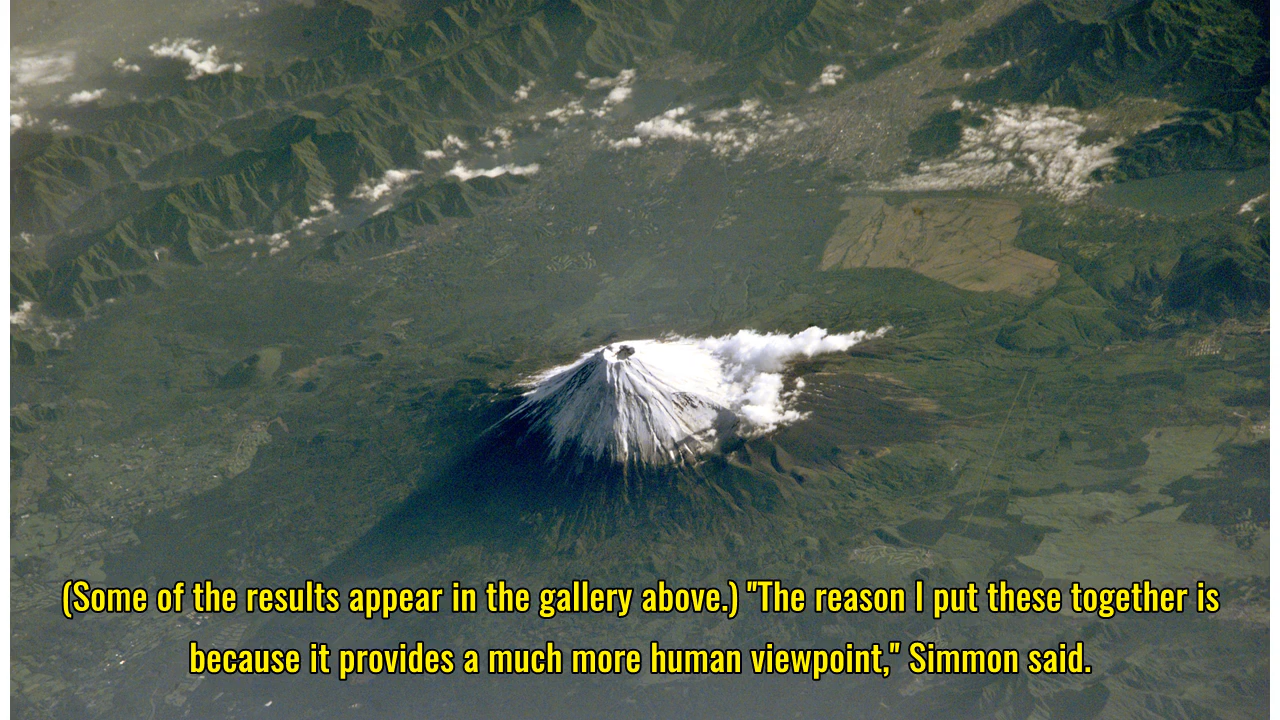 (Some of the results appear in the gallery above.) "The reason I put these together is
because it provides a much more human viewpoint," Simmon said.